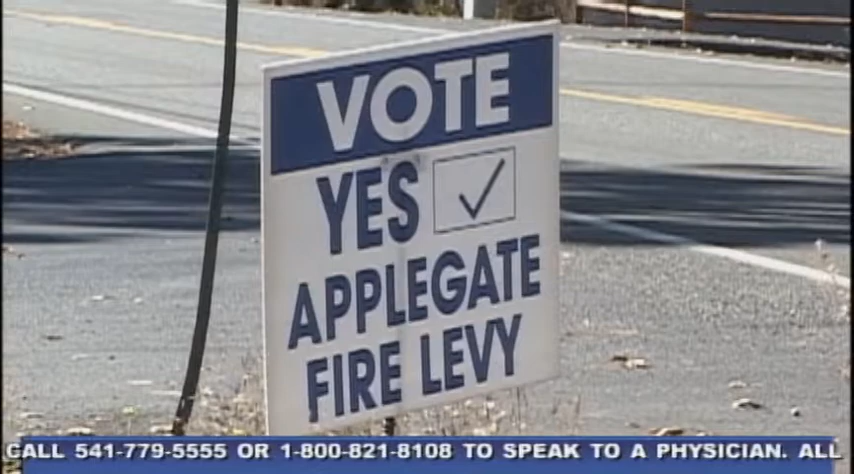 VOTE
YES
APPLEGATE
FIRE LEVY
CALL 541-779-5555 OR 1-800-821-8108 TO SPEAK TO A PHYSICIAN. ALL